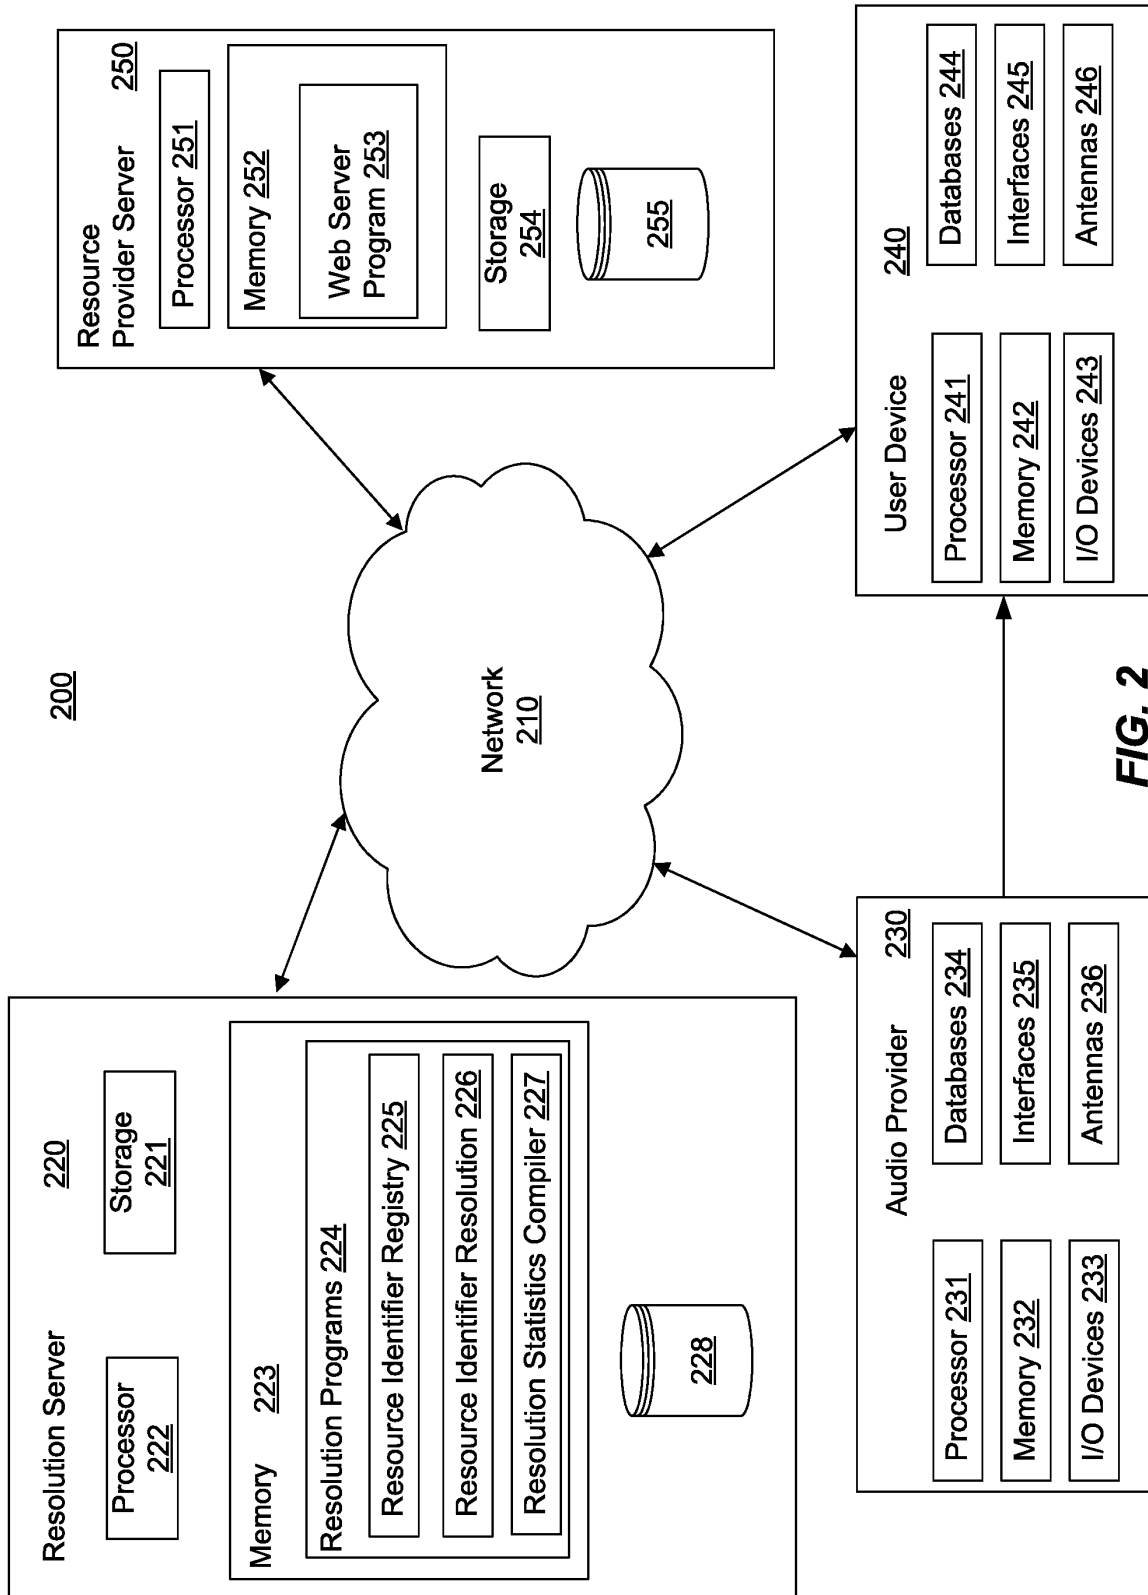 200
Resolution Server 220
Processor
222
Storage
221
Memory 223
Resolution Programs 224
Resource Identifier Registry 225
Resource Identifier Resolution 226
Resolution Statistics Compiler 227
228
Network
210
Resource
Provider Server 250
Processor 251
Memory 252
Web Server
Program 253
Storage
254
255
Audio Provider 230
Processor 231
Memory 232
I/O Devices 233
Databases 234
Interfaces 235
Antennas 236
User Device 240
Processor 241
Memory 242
I/O Devices 243
Databases 244
Interfaces 245
Antennas 246
FIG. 2